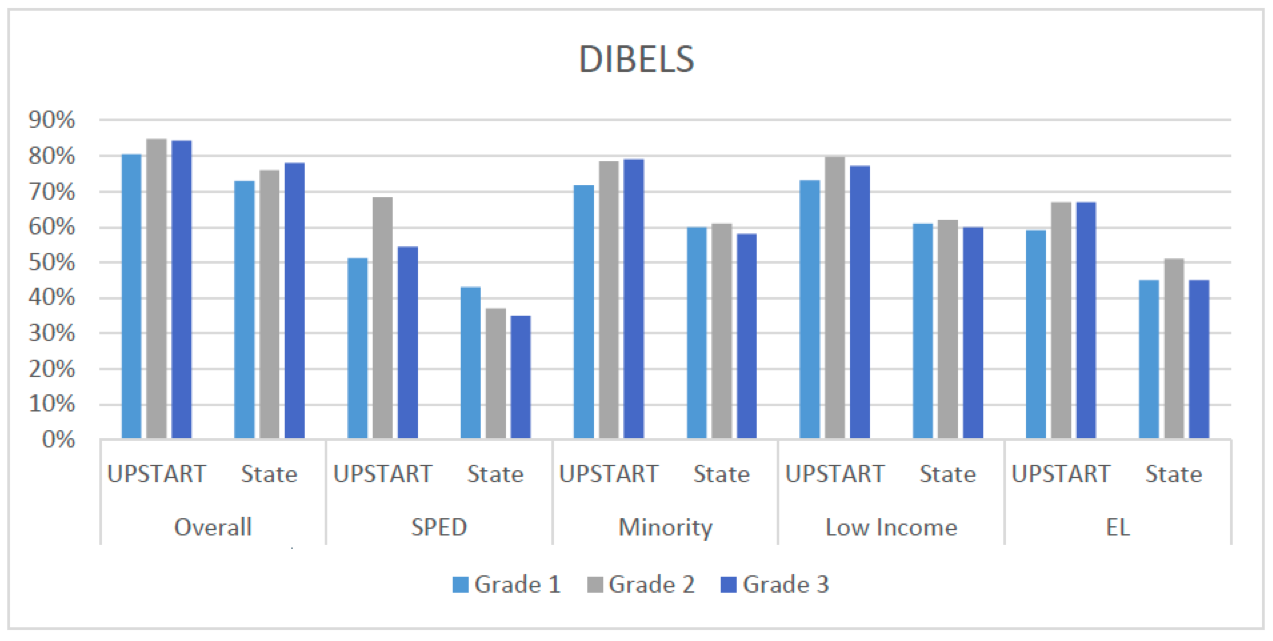 DIBELS
90%
80%
70%
60%
50%
40%
30%
20%
10%
0%
UPSTART State UPSTART State UPSTART State UPSTART State UPSTART State
Overall SPED Minority Low Income EL
Grade 1 Grade 2 Grade 3